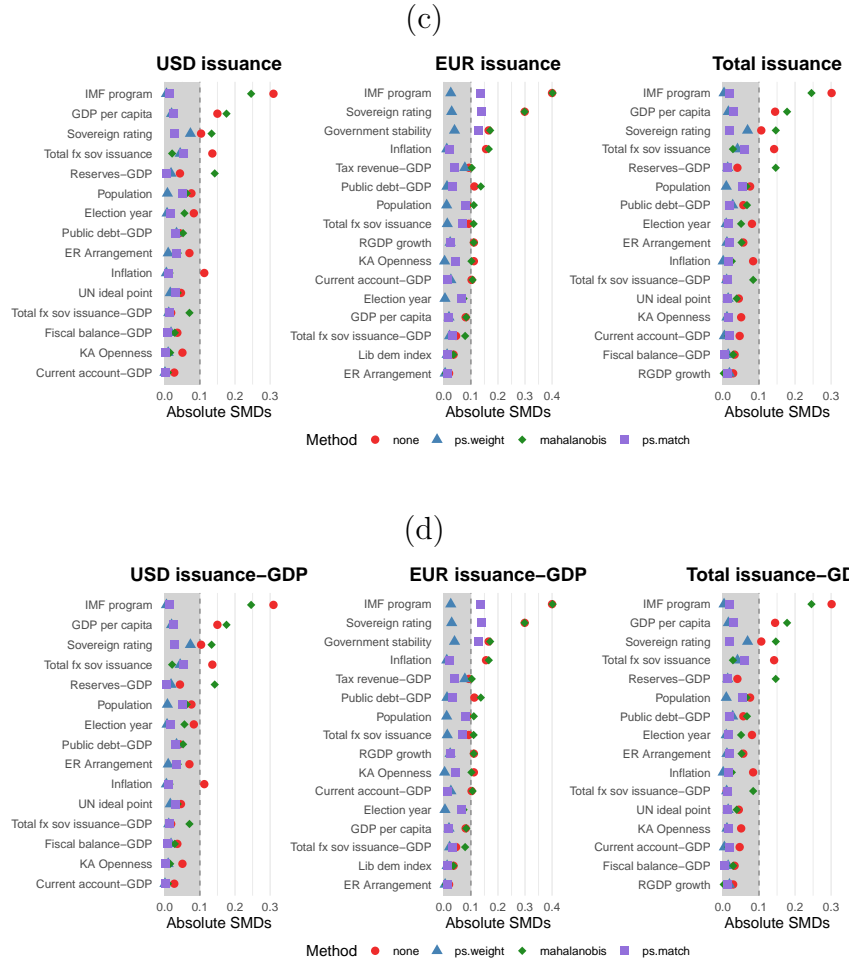 (c)
USD issuance
IMF program
GDP per capita
Sovereign rating
Total fx sov issuance
Reserves−GDP
Population
Election year
Public debt−GDP
ER Arrangement
Inflation
UN ideal point
Total fx sov issuance−GDP
Fiscal balance−GDP
KA Openness
Current account−GDP
0.0 0.1 0.2 0.3
Absolute SMDs
EUR issuance
IMF program
Sovereign rating
Government stability
Inflation
Tax revenue−GDP
Public debt−GDP
Population
Total fx sov issuance
RGDP growth
KA Openness
Current account−GDP
Election year
GDP per capita
Total fx sov issuance−GDP
Lib dem index
ER Arrangement
0.0 0.1 0.2 0.3 0.4
Absolute SMDs
Total issuance
IMF program
GDP per capita
Sovereign rating
Total fx sov issuance
Reserves−GDP
Population
Public debt−GDP
Election year
ER Arrangement
Inflation
Total fx sov issuance−GDP
UN ideal point
KA Openness
Current account−GDP
Fiscal balance−GDP
RGDP growth
0.0 0.1 0.2 0.3
Absolute SMDs
Method none ps.weight mahalanobis ps.match
(d)
USD issuance−GDP
IMF program
GDP per capita
Sovereign rating
Total fx sov issuance
Reserves−GDP
Population
Election year
Public debt−GDP
ER Arrangement
Inflation
UN ideal point
Total fx sov issuance−GDP
Fiscal balance−GDP
KA Openness
Current account−GDP
0.0 0.1 0.2 0.3
Absolute SMDs
EUR issuance−GDP
IMF program
Sovereign rating
Government stability
Inflation
Tax revenue−GDP
Public debt−GDP
Population
Total fx sov issuance
RGDP growth
KA Openness
Current account−GDP
Election year
GDP per capita
Total fx sov issuance−GDP
Lib dem index
ER Arrangement
0.0 0.1 0.2 0.3 0.4
Absolute SMDs
Total issuance−GD
IMF program
GDP per capita
Sovereign rating
Total fx sov issuance
Reserves−GDP
Population
Public debt−GDP
Election year
ER Arrangement
Inflation
Total fx sov issuance−GDP
UN ideal point
KA Openness
Current account−GDP
Fiscal balance−GDP
RGDP growth
0.0 0.1 0.2 0.3
Absolute SMDs
Method none ps.weight mahalanobis ps.match